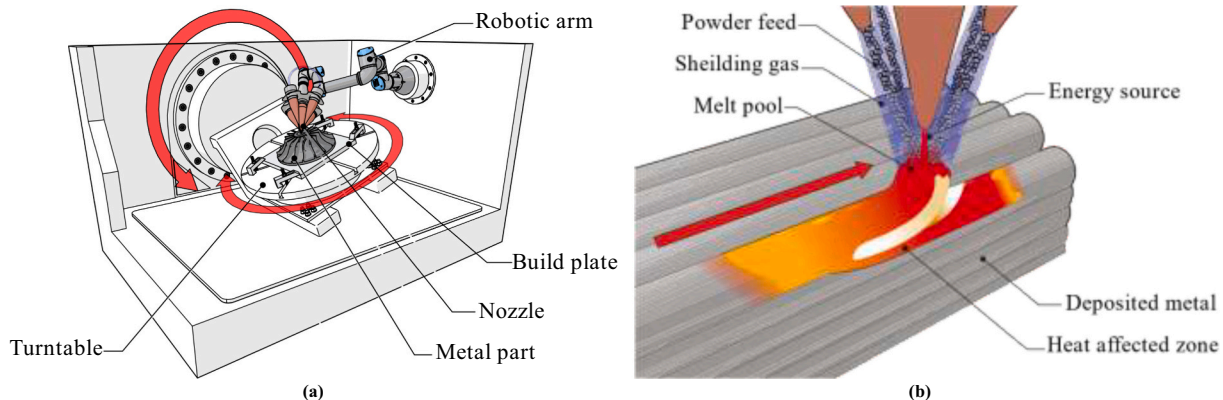 Robotic arm
Build plate
Nozzle
Metal part
Turntable
(a)
Powder feed
Sheilding gas
Melt pool
Energy source
Deposited metal
Heat affected zone
(b)